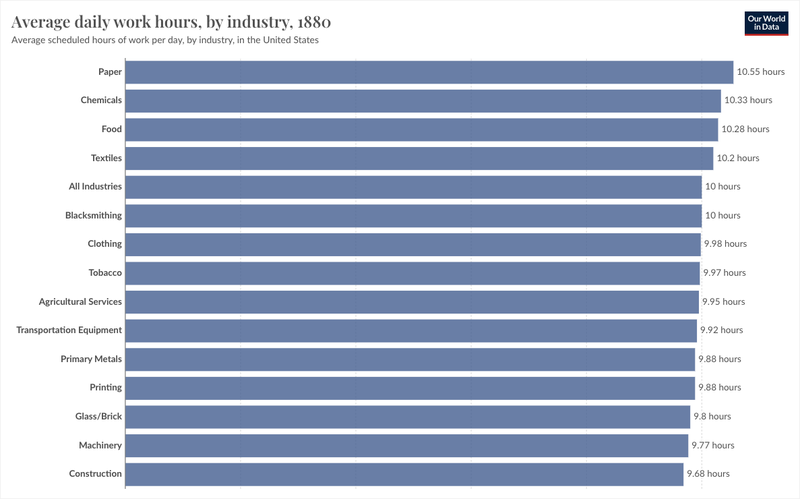 Average daily work hours, by industry, 1880
Our World
in Data
Average scheduled hours of work per day, by industry, in the United States
Paper 10.55 hours
Chemicals 10.33 hours
Food 10.28 hours
Textiles 10.2 hours
All Industries 10 hours
Blacksmithing 10 hours
Clothing 9.98 hours
Tobacco 9.97 hours
Agricultural Services 9.95 hours
Transportation Equipment 9.92 hours
Primary Metals 9.88 hours
Printing 9.88 hours
Glass/Brick 9.8 hours
Machinery 9.77 hours
Construction 9.68 hours